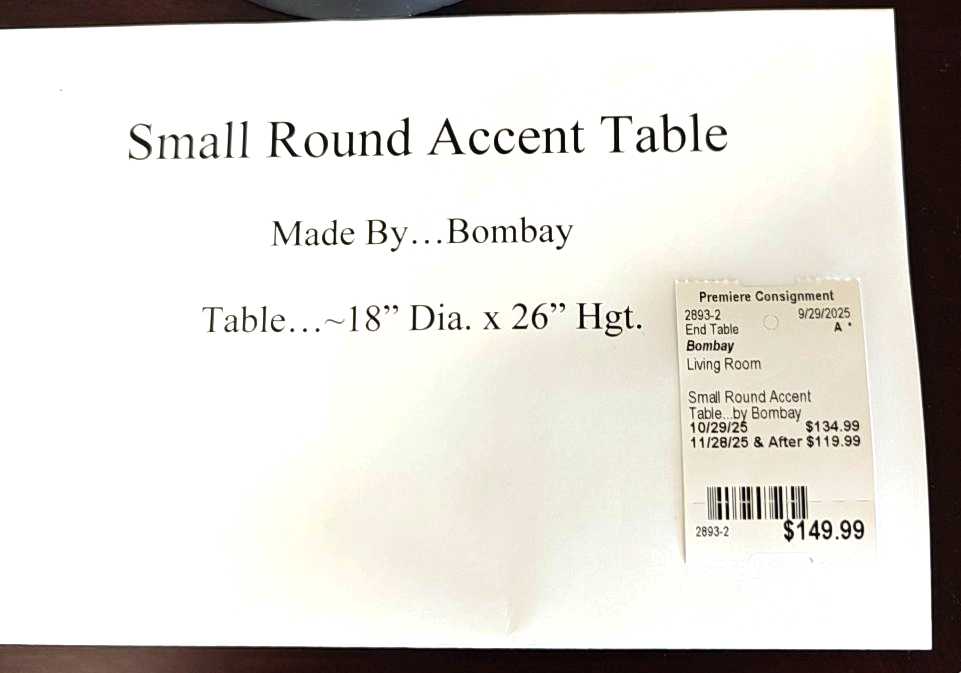 Small Round Accent Table
Made By…Bombay
Table…~18” Dia. x 26” Hgt.
Premiere Consignment
2893-2 9/29/2025
End Table A *
Bombay
Living Room
Small Round Accent
Table...by Bombay
10/29/25 $134.99
11/28/25 & After $119.99
2893-2 $149.99